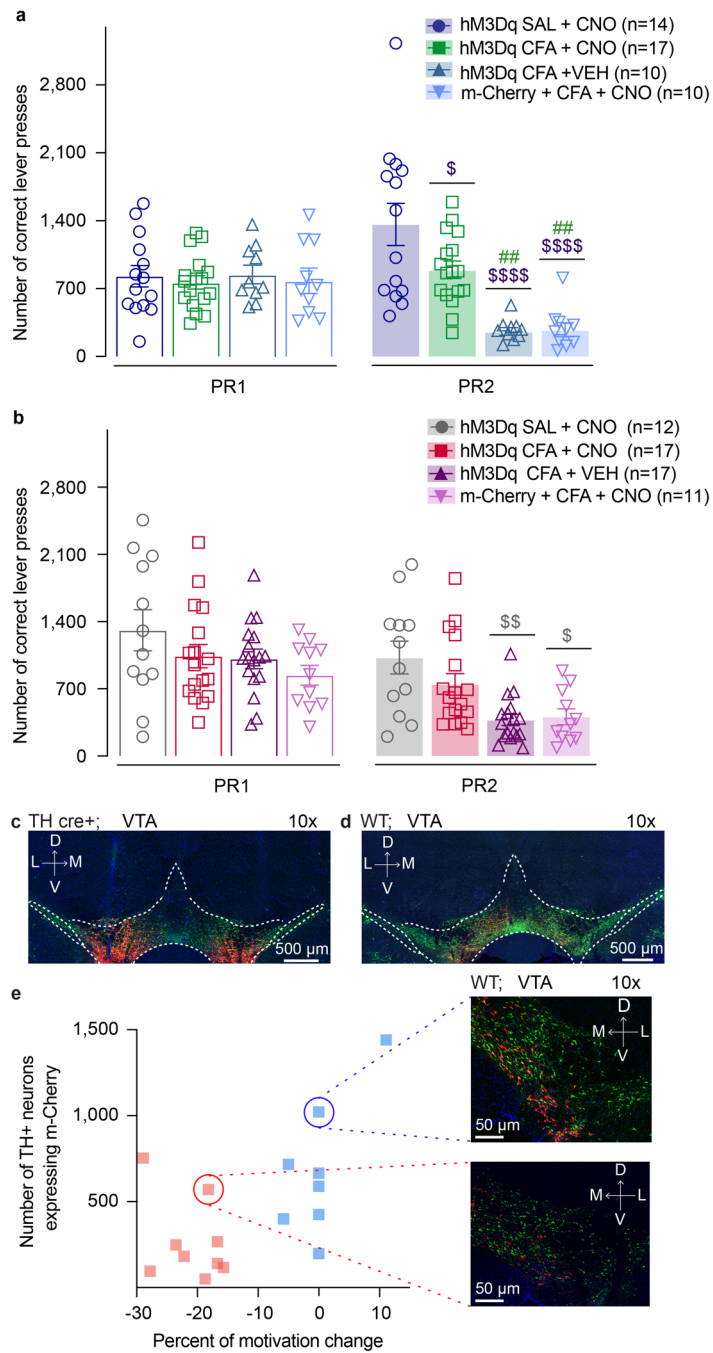 a
hM3Dq SAL + CNO (n=14)
hM3Dq CFA + CNO (n=17)
hM3Dq CFA +VEH (n=10)
m-Cherry + CFA + CNO (n=10)
Number of correct lever presses
2,800
2,100
1,400
700
0
$
##
$$$$
##
$$$$
PR1
PR2
b
hM3Dq SAL + CNO (n=12)
hM3Dq CFA + CNO (n=17)
hM3Dq CFA + VEH (n=17)
m-Cherry + CFA + CNO (n=11)
Number of correct lever presses
2,800
2,100
1,400
700
0
$$
$
PR1
PR2
c TH cre+; VTA 10x
D
L M
V
500 µm
d WT; VTA 10x
D
L M
V
500 µm
e
WT; VTA 10x
Number of TH+ neurons
expressing m-Cherry
1,500
1,000
500
-30 -20 -10 0 10
Percent of motivation change
D
M L
V
50 µm
D
M L
V
50 µm